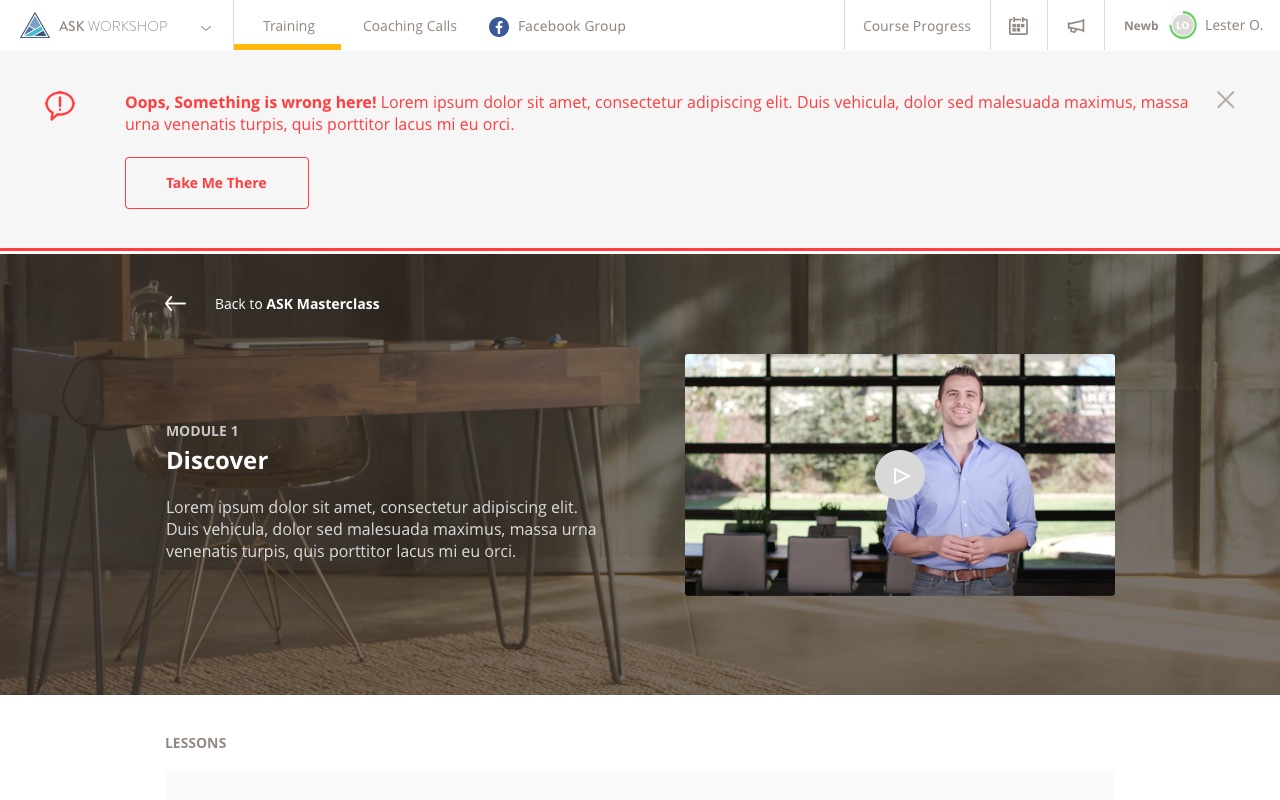 ASK WORKSHOP
Training
Coaching Calls
Facebook Group
Course Progress
Newb
LO
Lester O.
Oops, Something is wrong here! Lorem ipsum dolor sit amet, consectetur adipiscing elit. Duis vehicula, dolor sed malesuada maximus, massa
urna venenatis turpis, quis porttitor lacus mi eu orci.
Take Me There
Back to ASK Masterclass
MODULE 1
Discover
Lorem ipsum dolor sit amet, consectetur adipiscing elit.
Duis vehicula, dolor sed malesuada maximus, massa urna
venenatis turpis, quis porttitor lacus mi eu orci.
LESSONS